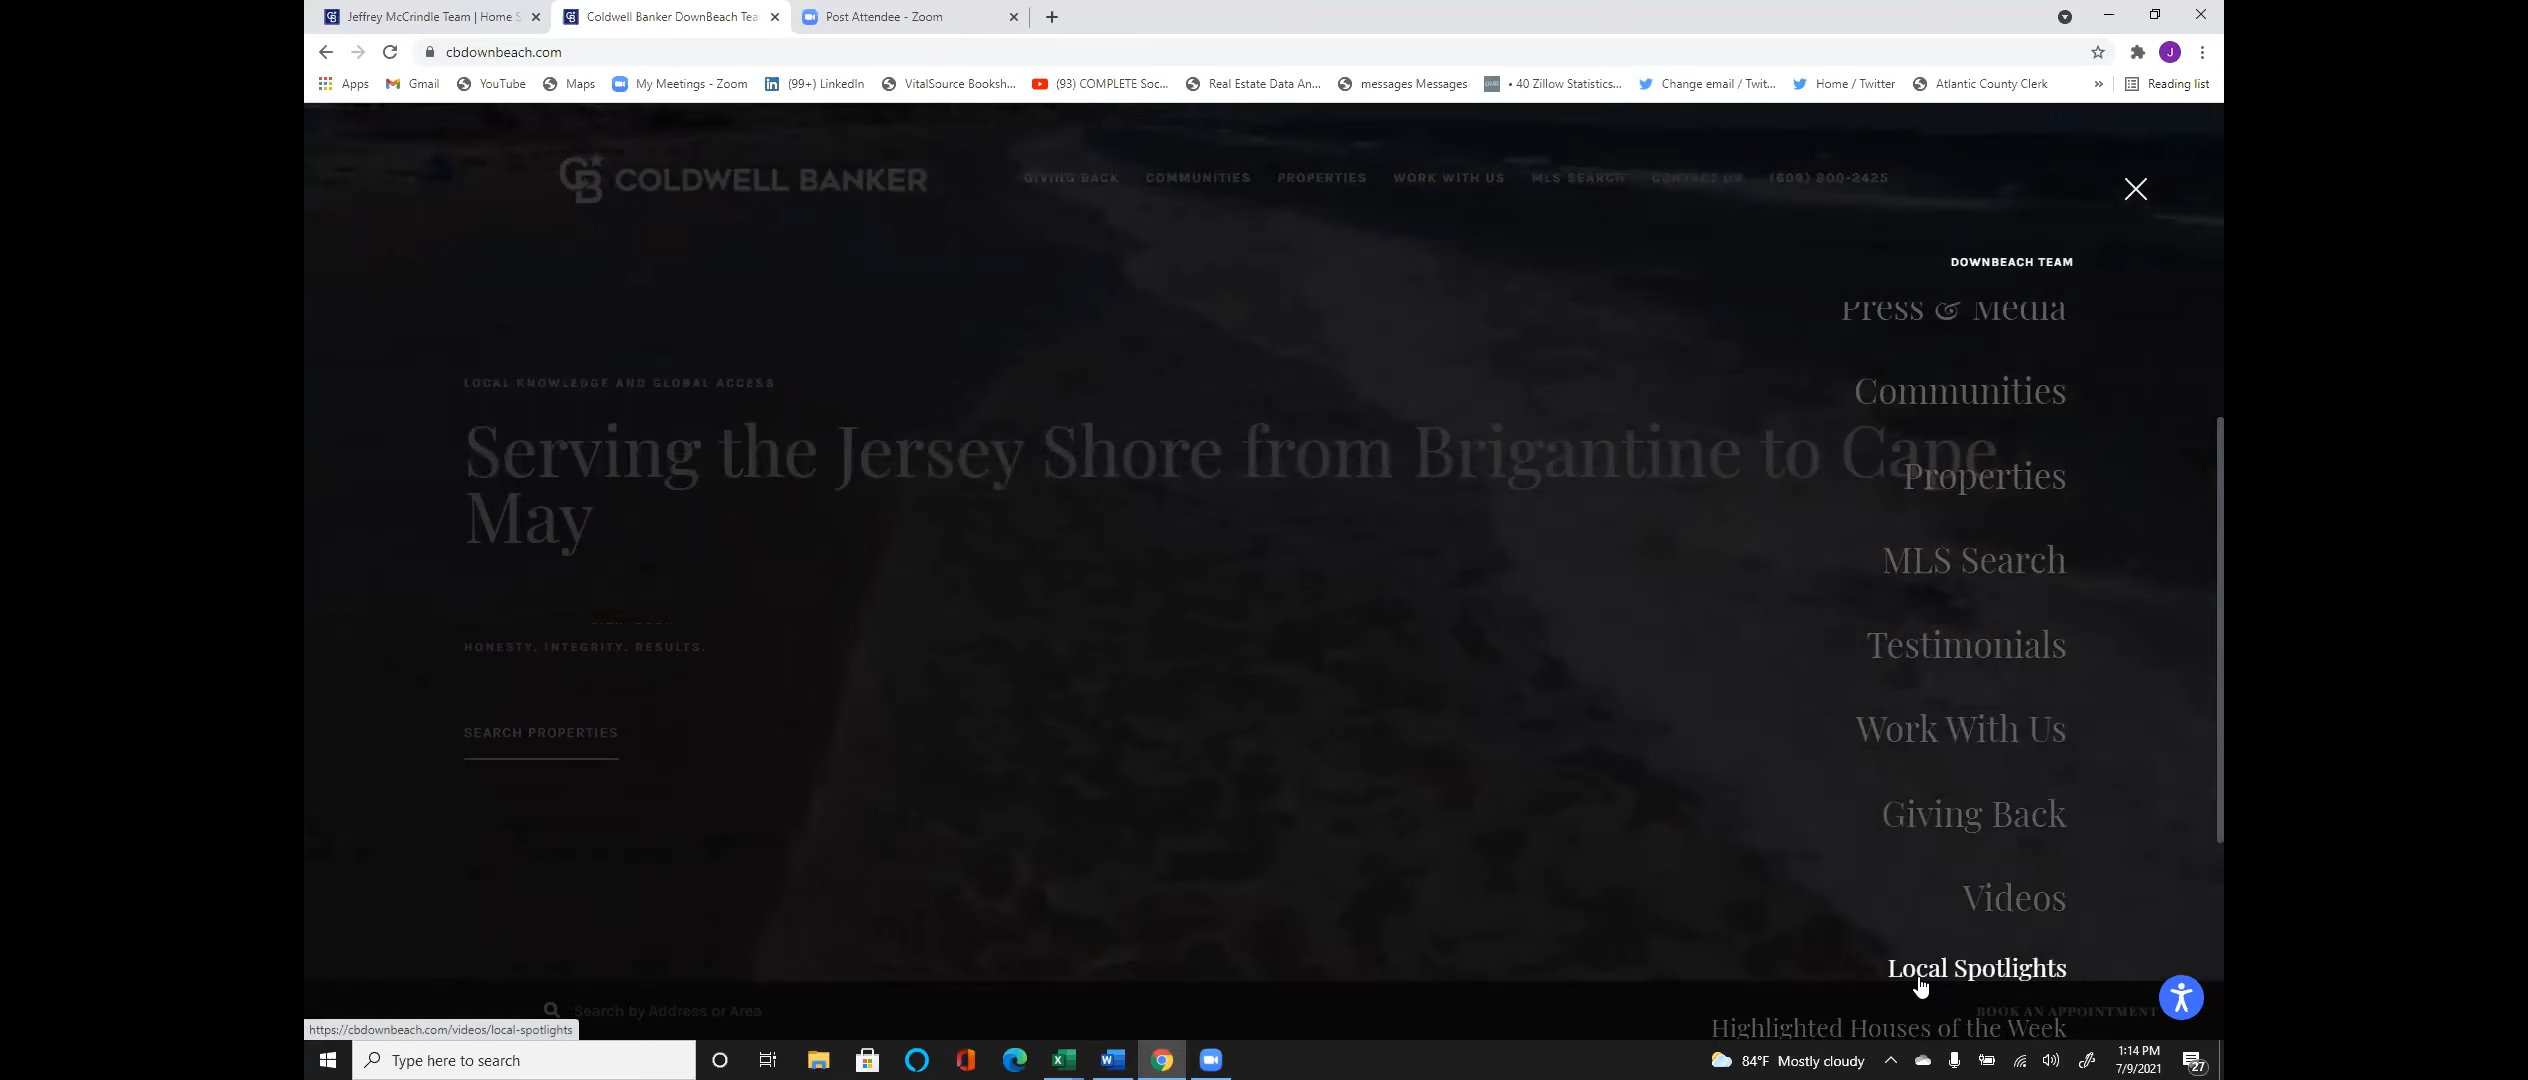 Jeffrey McCrindle Team | Home S
Coldwell Banker DownBeach Tea
Post Attendee - Zoom
cbdownbeach.com
Apps
Gmail
YouTube
Maps
My Meetings - Zoom
(99+) LinkedIn
VitalSource Booksh...
(93) COMPLETE Soc...
Real Estate Data An...
messages Messages
• 40 Zillow Statistics...
Change email / Twit...
Home / Twitter
Atlantic County Clerk
»
Reading list
COLDWELL BANKER
GIVING BACK
COMMUNITIES
PROPERTIES
WORK WITH US
MLS SEARCH
CONTACT US
(609) 800-2425
DOWNBEACH TEAM
Press & Media
Communities
Properties
MLS Search
Testimonials
Work With Us
Giving Back
Videos
Local Spotlights
Highlighted Houses of the Week
LOCAL KNOWLEDGE AND GLOBAL ACCESS
Serving the Jersey Shore from Brigantine to Cape
May
HONESTY. INTEGRITY. RESULTS.
SEARCH PROPERTIES
Search by Address or Area
BOOK AN APPOINTMENT
https://cbdownbeach.com/videos/local-spotlights
Type here to search
84°F Mostly cloudy
1:14 PM
7/9/2021
27